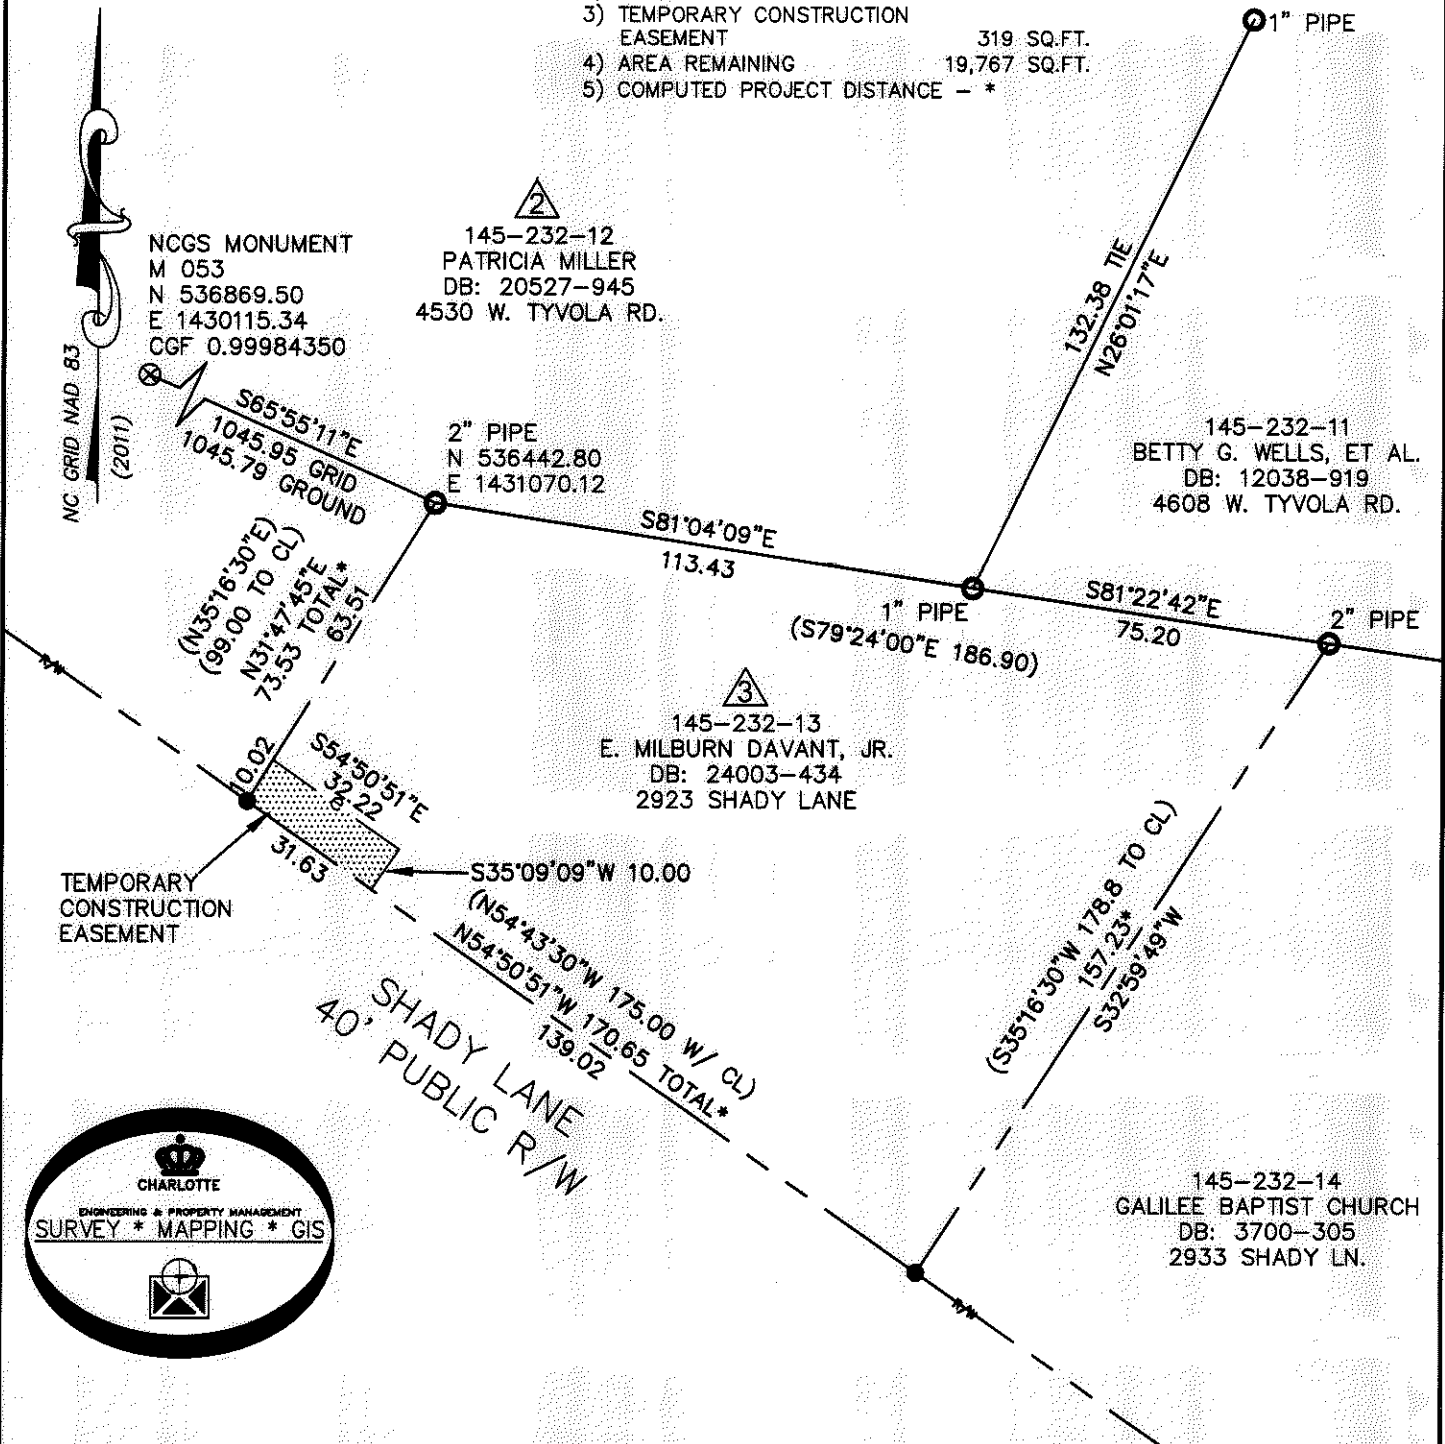 3) TEMPORARY CONSTRUCTION
EASEMENT 319 SQ.FT.
4) AREA REMAINING 19,767 SQ.FT.
5) COMPUTED PROJECT DISTANCE - *
1" PIPE
2
145-232-12
PATRICIA MILLER
DB: 20527-945
4530 W. TYVOLA RD.
NCGS MONUMENT
M 053
N 536869.50
E 1430115.34
CGF 0.99984350
NC GRID NAD 83
(2011)
S65°55'11"E
1045.95 GRID
1045.79 GROUND
2" PIPE
N 536442.80
E 1431070.12
132.38 TIE
N26°01'17"E
145-232-11
BETTY G. WELLS, ET AL.
DB: 12038-919
4608 W. TYVOLA RD.
S81°04'09"E
113.43
1" PIPE
(S79°24'00"E 186.90)
S81°22'42"E
75.20
2" PIPE
(N35°16'30"E)
(99.00 TO CL)
N31°47'45"E
73.53 TOTAL*
63.51
R/W
3
145-232-13
E. MILBURN DAVANT, JR.
DB: 24003-434
2923 SHADY LANE
10.02
S54°50'51"E
32.22
e
31.63
S35°09'09"W 10.00
TEMPORARY
CONSTRUCTION
EASEMENT
(N54°43'30"W 175.00 W/ CL)
N54°50'51"W 170.65 TOTAL*
139.02
SHADY LANE
40' PUBLIC R/W
(S35°16'30"W 178.8 TO CL)
157.23*
S32°59'49"W
145-232-14
GALILEE BAPTIST CHURCH
DB: 3700-305
2933 SHADY LN.
R/W
CHARLOTTE
ENGINEERING & PROPERTY MANAGEMENT
SURVEY * MAPPING * GIS